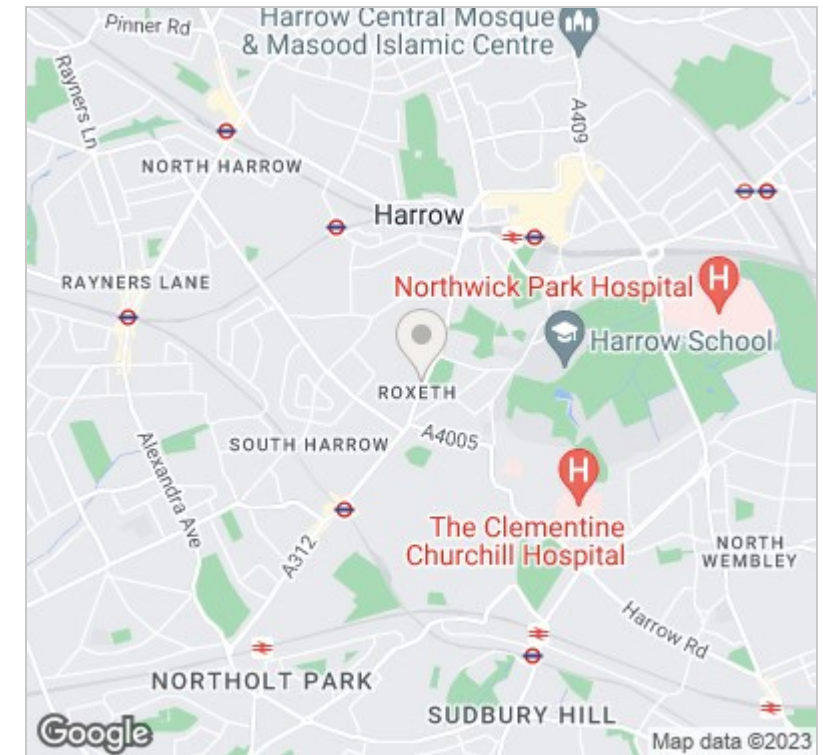 Harrow Central Mosque
& Masood Islamic Centre
Pinner Rd
Rayners Ln
A409
NORTH HARROW
Harrow
RAYNERS LANE
Northwick Park Hospital
H
Harrow School
ROXETH
A4005
SOUTH HARROW
Alexandra Ave
H
The Clementine
Churchill Hospital
A312
NORTH
WEMBLEY
Harrow Rd
NORTHOLT PARK
SUDBURY HILL
Google
Map data ©2023